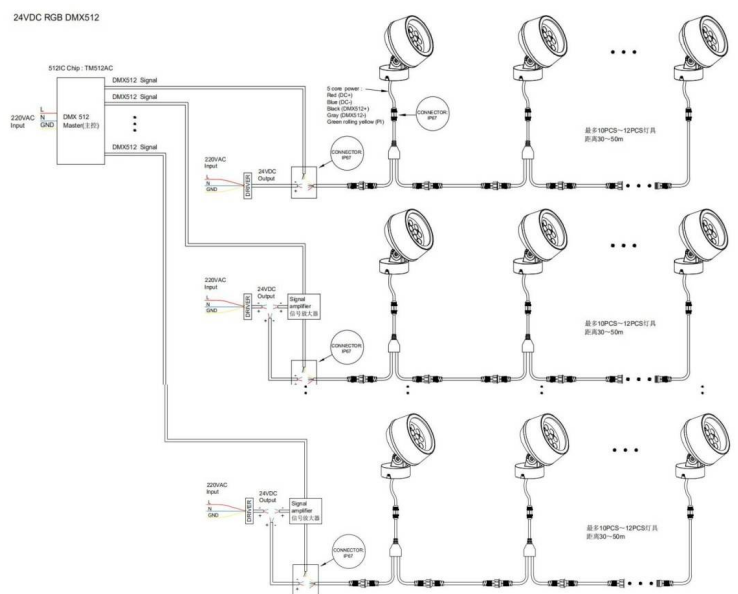 24VDC RGB DMX512
512IC Chip : TM512AC
DMX512 Signal
DMX512 Signal
DMX512 Signal
220VAC
Input
L
N
GND
DMX 512
Master(主控)
5 core power :
Red (DC+)
Blue (DC-)
Black (DMX512+)
Gray (DMX512-)
Green rolling yellow (PI)
CONNECTOR:
IP67
CONNECTOR:
IP67
220VAC
Input
L
N
GND
DRIVER
24VDC
Output
最多10PCS～12PCS灯具
距离30～50m
220VAC
Input
L
N
GND
DRIVER
24VDC
Output
Signal
amplifier
信号放大器
CONNECTOR:
IP67
最多10PCS～12PCS灯具
距离30～50m
220VAC
Input
L
N
GND
DRIVER
24VDC
Output
Signal
amplifier
信号放大器
CONNECTOR:
IP67
最多10PCS～12PCS灯具
距离30～50m